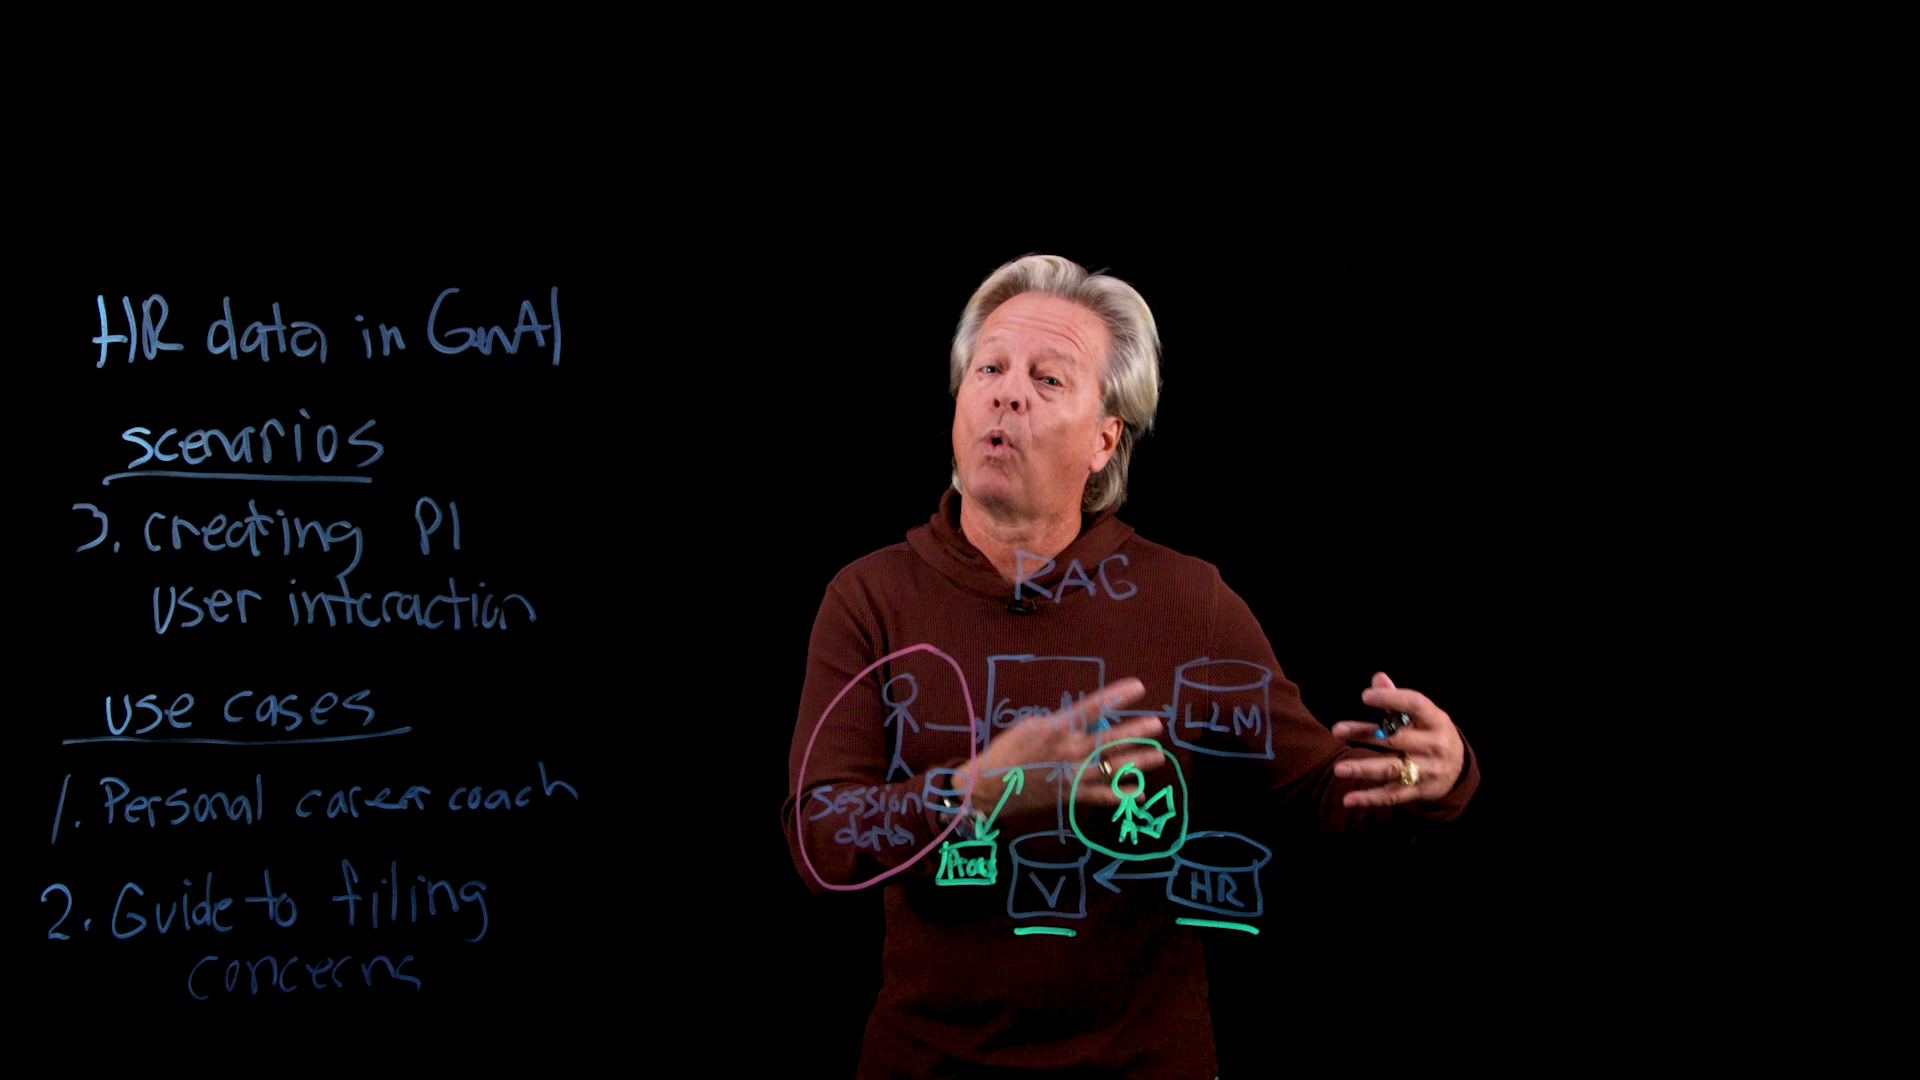 HR data in GenAI
scenarios
3. creating PI
user interaction
use cases
1. Personal career coach
2. Guide to filing
concerns
RAG
GenAI
LLM
session
data
Proc
V
HR